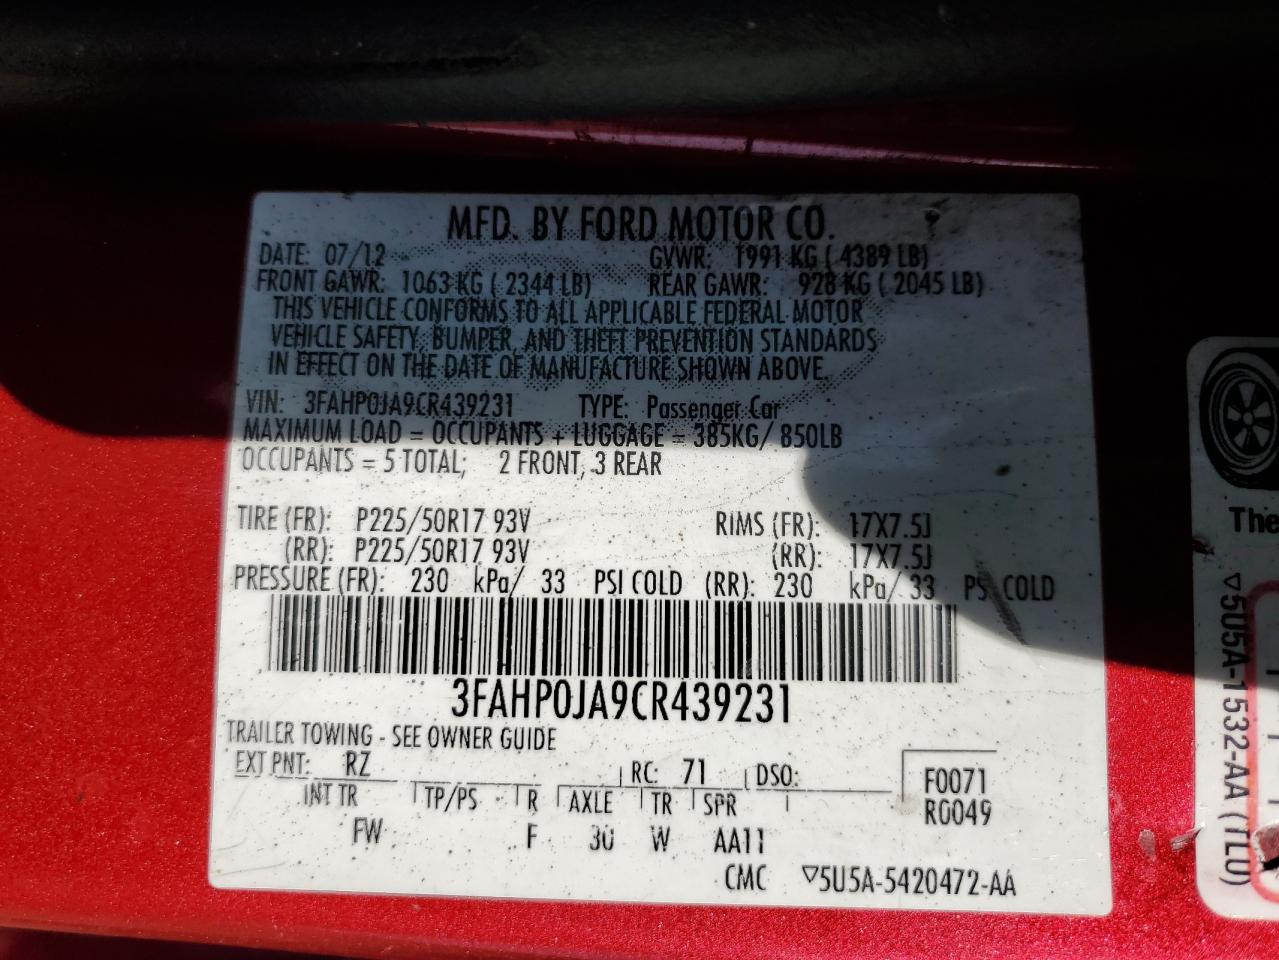 MFD. BY FORD MOTOR CO.
DATE: 07/12 GVWR: 1991 KG ( 4389 LB)
FRONT GAWR: 1063 KG ( 2344 LB) REAR GAWR: 928 KG ( 2045 LB)
THIS VEHICLE CONFORMS TO ALL APPLICABLE FEDERAL MOTOR
VEHICLE SAFETY, BUMPER, AND THEFT PREVENTION STANDARDS
IN EFFECT ON THE DATE OF MANUFACTURE SHOWN ABOVE.
VIN: 3FAHP0JA9CR439231 TYPE: Passenger Car
MAXIMUM LOAD = OCCUPANTS + LUGGAGE = 385KG/ 850LB
OCCUPANTS = 5 TOTAL; 2 FRONT, 3 REAR
TIRE (FR): P225/50R17 93V RIMS (FR): 17X7.5J
(RR): P225/50R17 93V (RR): 17X7.5J
PRESSURE (FR): 230 kPa/ 33 PSI COLD (RR): 230 kPa/ 33 PSI COLD
3FAHP0JA9CR439231
TRAILER TOWING - SEE OWNER GUIDE
EXT PNT: RZ RC: 71 DSO: F0071
INT TR TP/PS R AXLE TR SPR R0049
FW F 30 W AA11
CMC ▽5U5A-5420472-AA
The
▽5U5A-1532-AA (TLU)